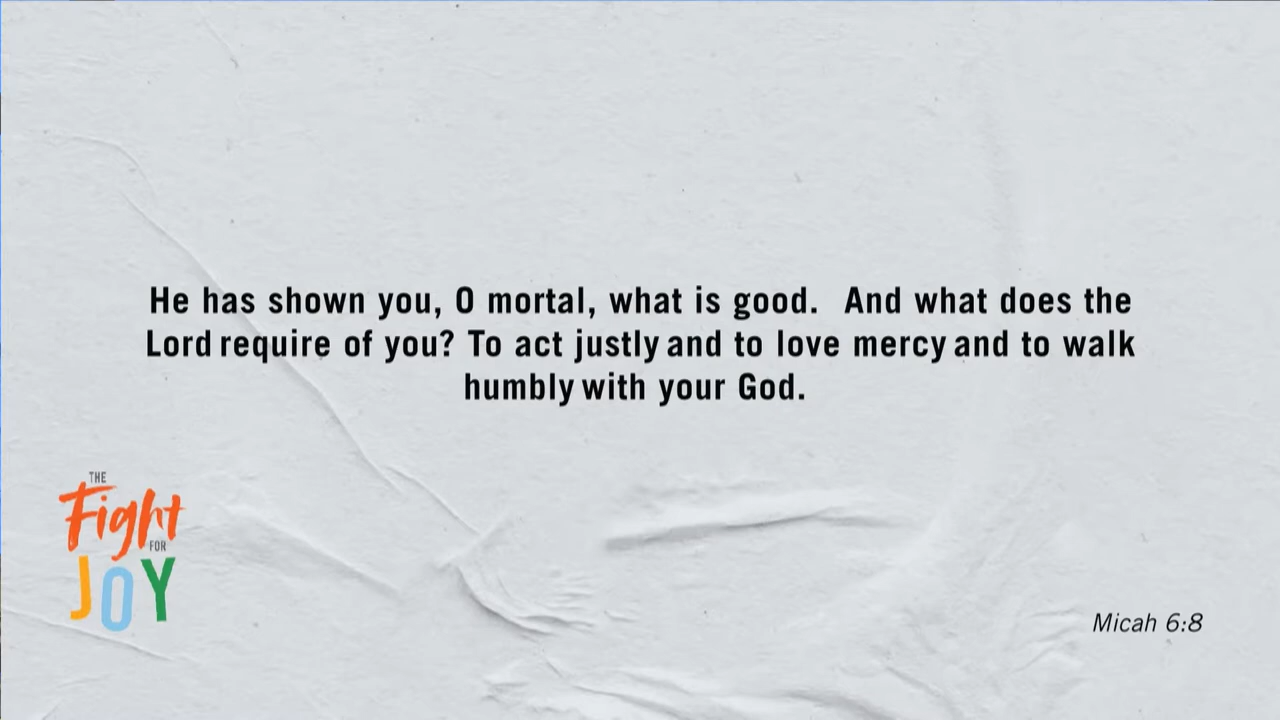 He has shown you, O mortal, what is good.  And what does the
Lord require of you? To act justly and to love mercy and to walk
humbly with your God.
THE
Fight
FOR
JOY
Micah 6:8